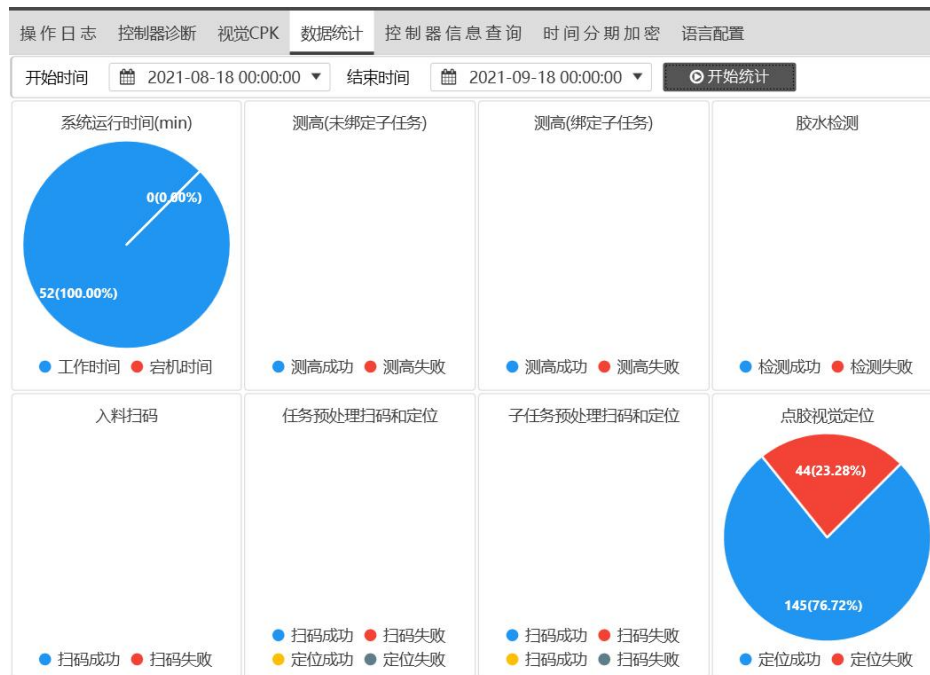 操作日志 控制器诊断 视觉CPK 数据统计 控制器信息查询 时间分期加密 语言配置
开始时间 2021-08-18 00:00:00 结束时间 2021-09-18 00:00:00 开始统计
系统运行时间(min) 测高(未绑定子任务) 测高(绑定子任务) 胶水检测
0(0.00%)
52(100.00%)
工作时间 宕机时间 测高成功 测高失败 测高成功 测高失败 检测成功 检测失败
入料扫码 任务预处理扫码和定位 子任务预处理扫码和定位 点胶视觉定位
44(23.28%)
145(76.72%)
扫码成功 扫码失败 扫码成功 扫码失败
扫码成功 扫码失败 定位成功 定位失败 扫码成功 扫码失败 定位成功 定位失败